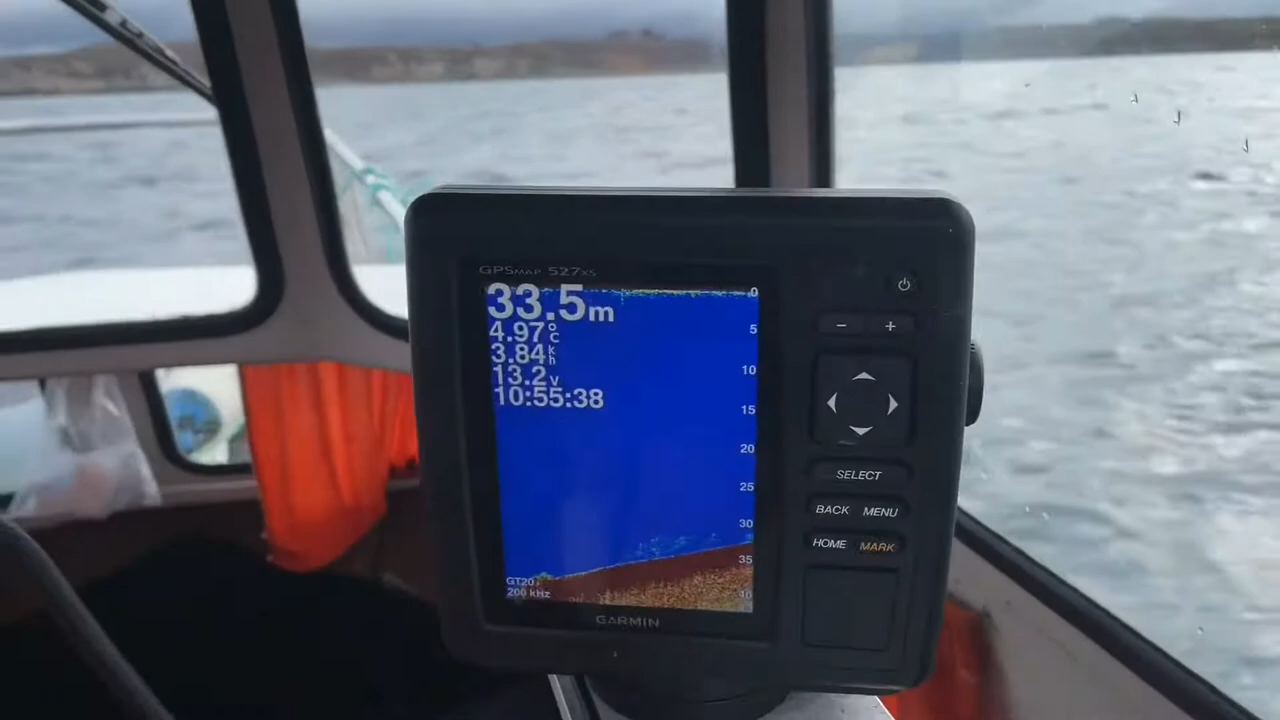 GPSMAP 527xs
33.5m
4.97°C
3.84kh
13.2v
10:55:38
0
5
10
15
20
25
30
35
40
GT20
200 kHz
GARMIN
SELECT
BACK MENU
HOME MARK